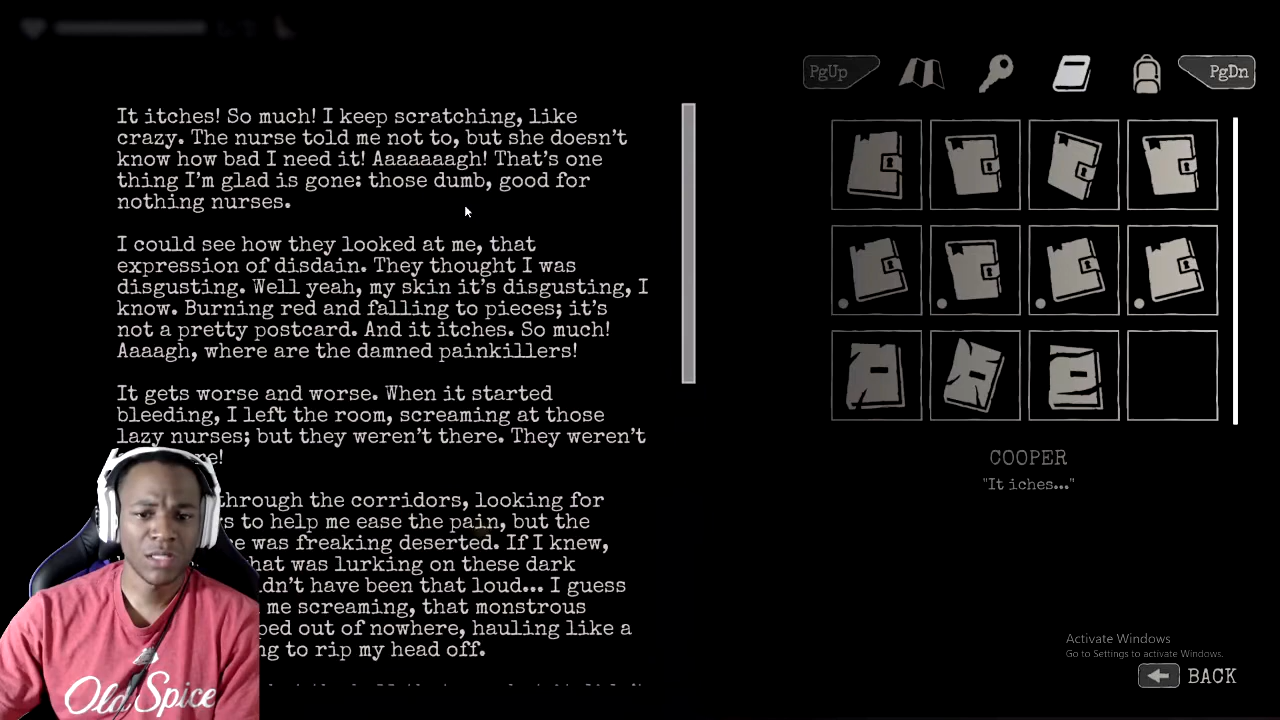 PgUp
PgDn
It itches! So much! I keep scratching, like
crazy. The nurse told me not to, but she doesn't
know how bad I need it! Aaaaaaagh! That's one
thing I'm glad is gone: those dumb, good for
nothing nurses.
I could see how they looked at me, that
expression of disdain. They thought I was
disgusting. Well yeah, my skin it's disgusting, I
know. Burning red and falling to pieces; it's
not a pretty postcard. And it itches. So much!
Aaaagh, where are the damned painkillers!
It gets worse and worse. When it started
bleeding, I left the room, screaming at those
lazy nurses; but they weren't there. They weren't
through the corridors, looking for
to help me ease the pain, but the
was freaking deserted. If I knew,
was lurking on these dark
have been that loud... I guess
me screaming, that monstrous
out of nowhere, hauling like a
to rip my head off.
COOPER
"It iches..."
Activate Windows
Go to Settings to activate Windows.
BACK
Old Spice